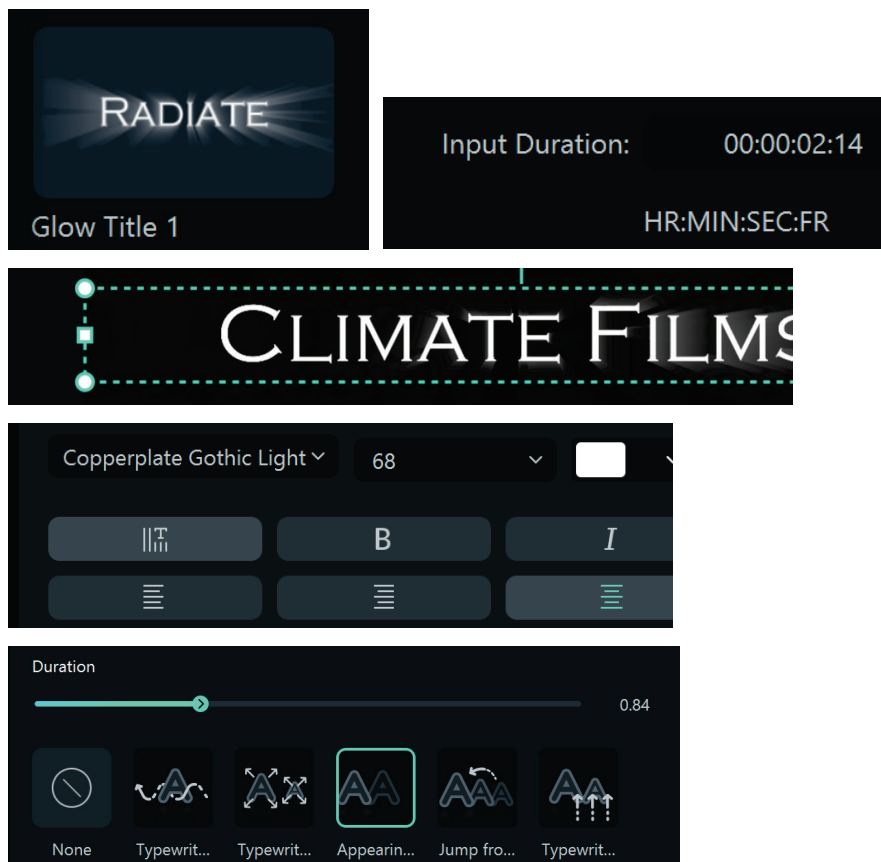 RADIATE
Glow Title 1
Input Duration: 00:00:02:14
HR:MIN:SEC:FR
CLIMATE FILMS
Copperplate Gothic Light 68
T B I
Duration
0.84
None Typewrit... Typewrit... Appearin... Jump fro... Typewrit...